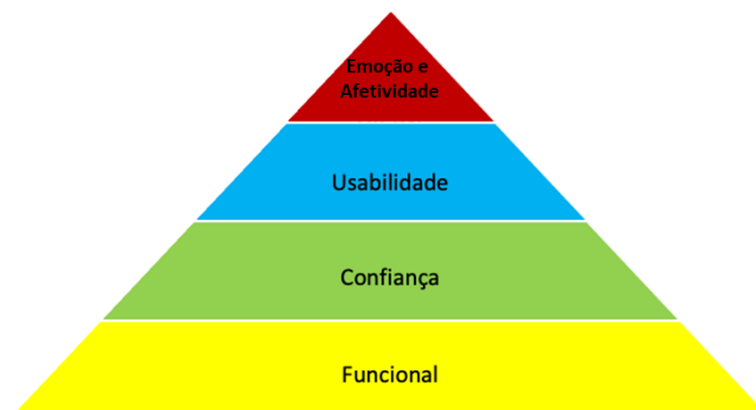 Emoção e
Afetividade
Usabilidade
Confiança
Funcional